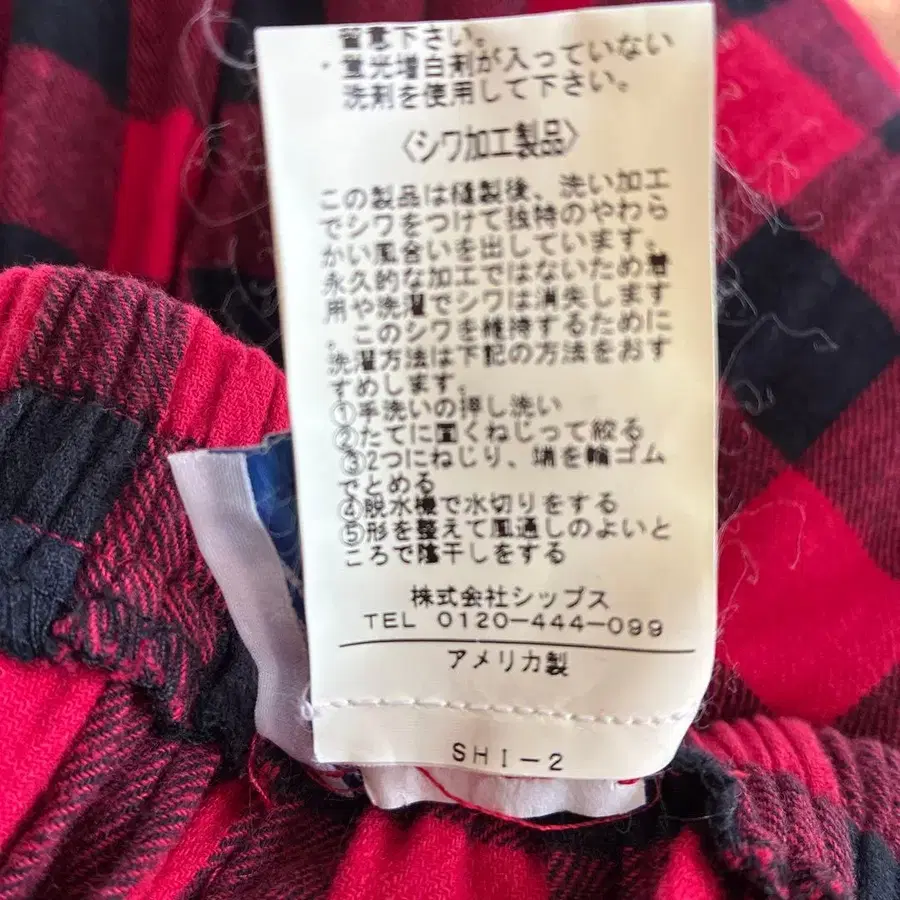 留意下さい。
・蛍光増白剤が入っていない
洗剤を使用して下さい。
〈シワ加工製品〉
この製品は縫製後、洗い加工
でシワをつけて独特のやわら
かい風合いを出しています。
永久的な加工ではないため着
用や洗濯でシワは消失します
。このシワを維持するために
洗濯方法は下記の方法をおす
すめします。
①手洗いの押し洗い
②たてに固くねじって絞る
③2つにねじり、端を輪ゴム
でとめる
④脱水機で水切りをする
⑤形を整えて風通しのよいと
ころで陰干しをする
株式会社シップス
TEL 0120-444-099
アメリカ製
SHI-2